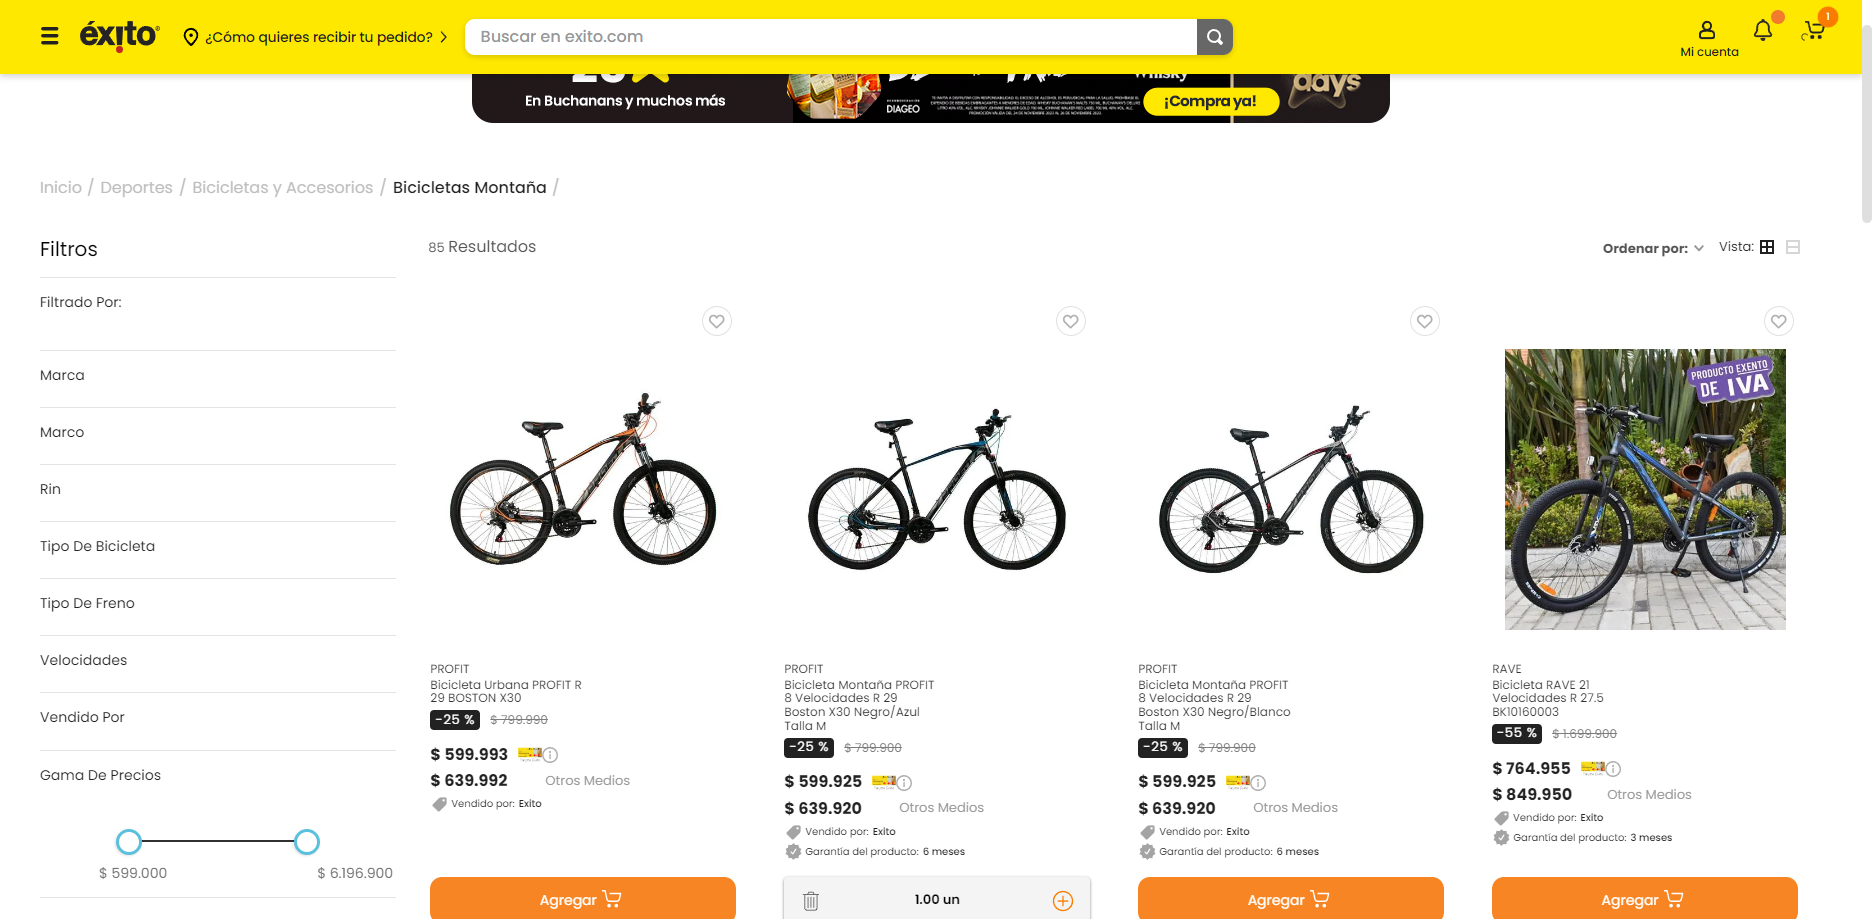 éxito
¿Cómo quieres recibir tu pedido?
Buscar en exito.com
Mi cuenta
1
En Buchanans y muchos más
DIAGEO
Whisky
¡Compra ya!
days
Inicio / Deportes / Bicicletas y Accesorios / Bicicletas Montaña /
Filtros
85 Resultados
Ordenar por:
Vista:
Filtrado Por:
Marca
Marco
Rin
Tipo De Bicicleta
Tipo De Freno
Velocidades
Vendido Por
Gama De Precios
$ 599.000
$ 6.196.900
PROFIT
Bicicleta Urbana PROFIT R
29 BOSTON X30
-25 % $ 799.990
$ 599.993
$ 639.992 Otros Medios
Vendido por: Exito
Agregar
PROFIT
Bicicleta Montaña PROFIT
8 Velocidades R 29
Boston X30 Negro/Azul
Talla M
-25 % $ 799.900
$ 599.925
$ 639.920 Otros Medios
Vendido por: Exito
Garantía del producto: 6 meses
1.00 un
PROFIT
Bicicleta Montaña PROFIT
8 Velocidades R 29
Boston X30 Negro/Blanco
Talla M
-25 % $ 799.900
$ 599.925
$ 639.920 Otros Medios
Vendido por: Exito
Garantía del producto: 6 meses
Agregar
PRODUCTO EXENTO
DE IVA
RAVE
Bicicleta RAVE 21
Velocidades R 27.5
BK10160003
-55 % $ 1.699.900
$ 764.955
$ 849.950 Otros Medios
Vendido por: Exito
Garantía del producto: 3 meses
Agregar